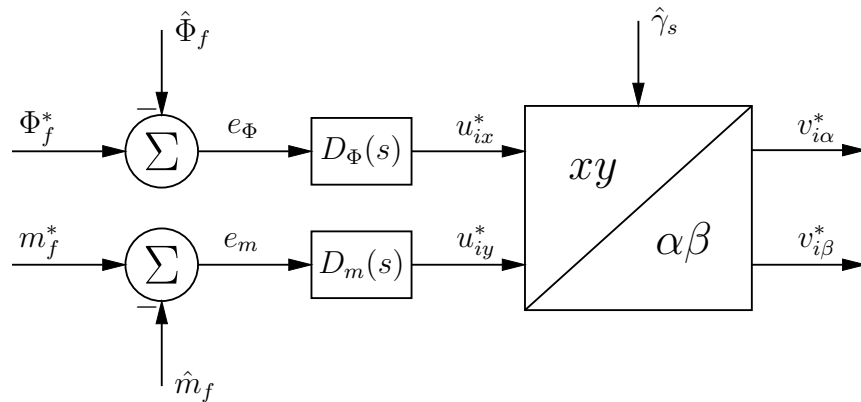 Φ̂_f
γ̂_s
−
Φ*_f Σ e_Φ D_Φ(s) u*_ix v*_iα
xy
m*_f Σ e_m D_m(s) u*_iy αβ v*_iβ
−
m̂_f